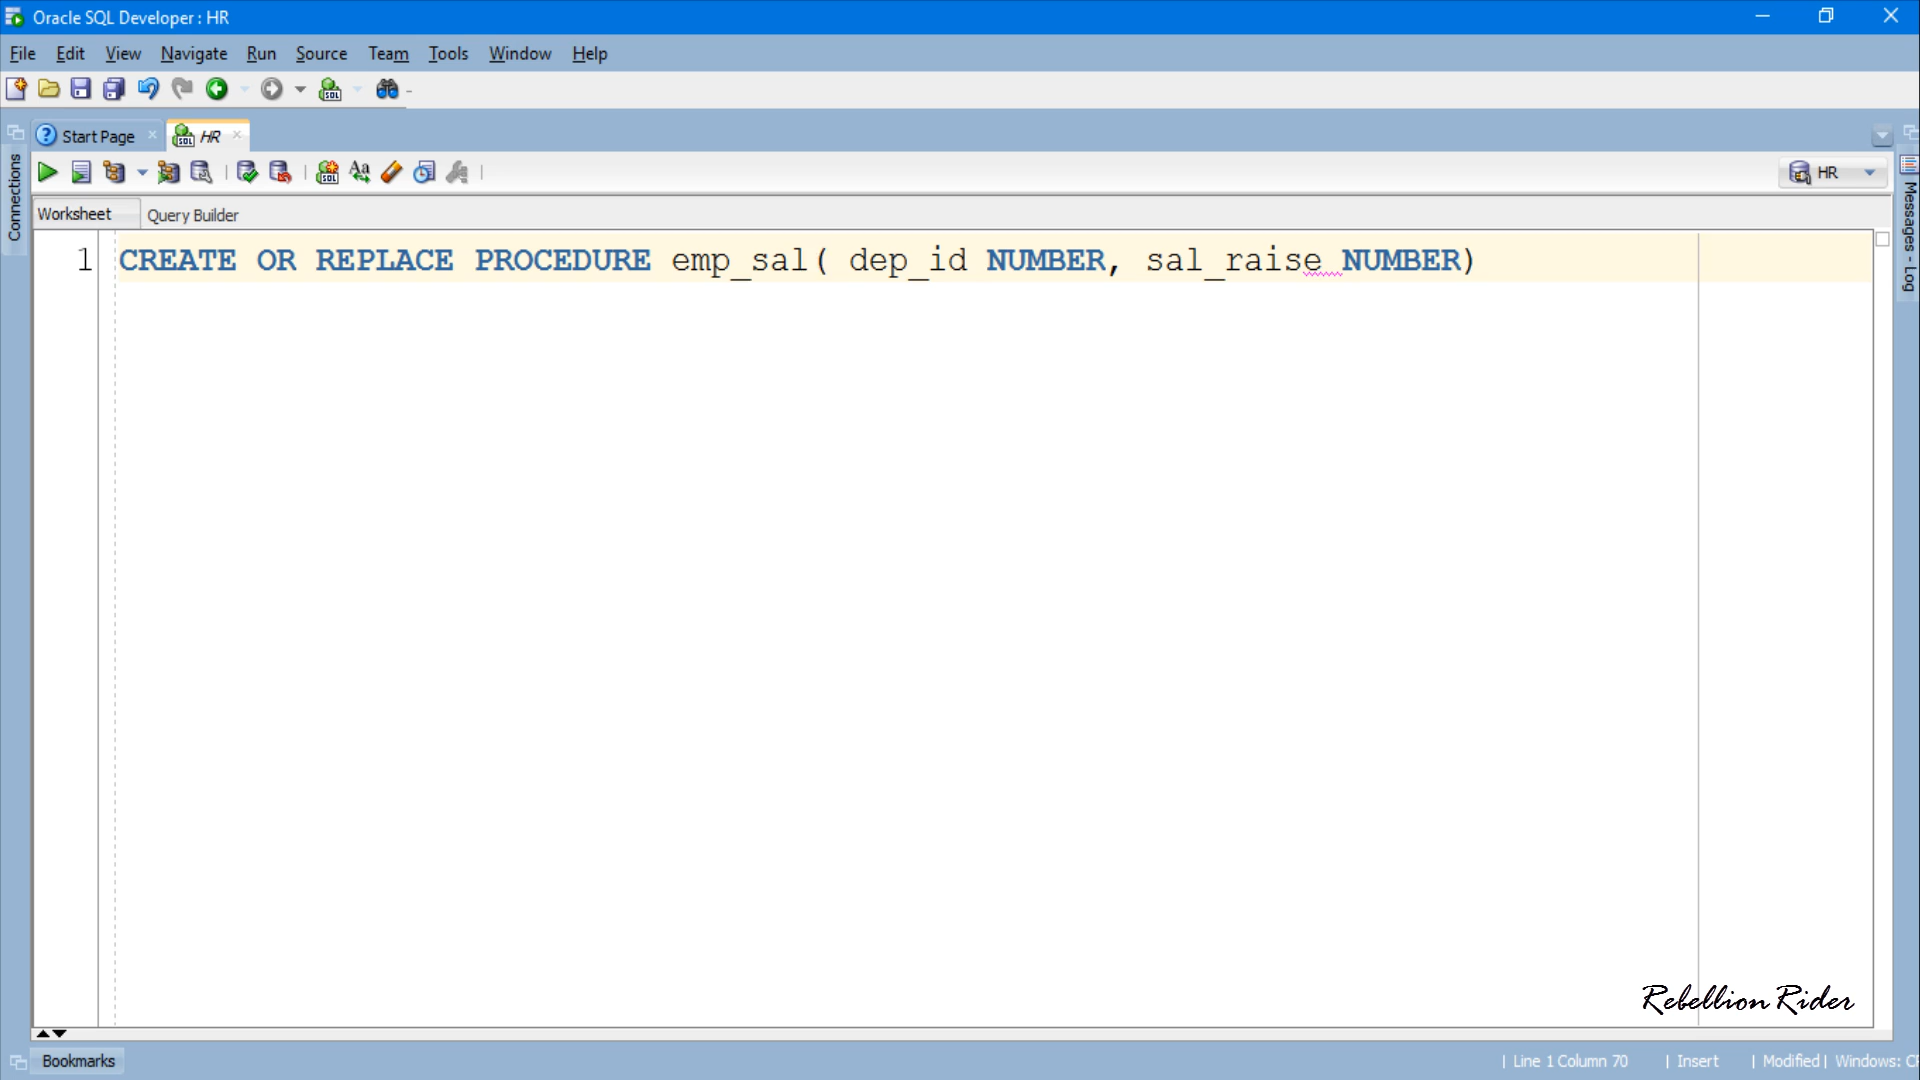 Oracle SQL Developer : HR
File Edit View Navigate Run Source Team Tools Window Help
Start Page HR
HR
Connections
Messages - Log
Worksheet Query Builder
1 CREATE OR REPLACE PROCEDURE emp_sal( dep_id NUMBER, sal_raise NUMBER)
Rebellion Rider
Bookmarks
| Line 1 Column 70 | Insert | Modified | Windows: